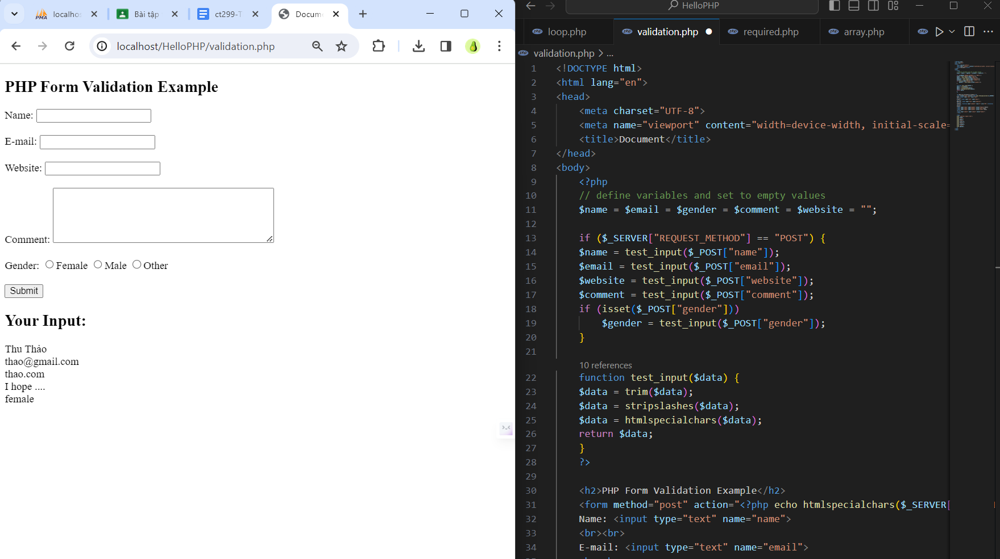 localhos
Bài tập
ct299-T
Docum
localhost/HelloPHP/validation.php
PHP Form Validation Example
Name:
E-mail:
Website:
Comment:
Gender: Female Male Other
Submit
Your Input:
Thu Thảo
thao@gmail.com
thao.com
I hope ....
female
HelloPHP
loop.php
validation.php
required.php
array.php
validation.php > ...
1 <!DOCTYPE html>
2 <html lang="en">
3 <head>
4 <meta charset="UTF-8">
5 <meta name="viewport" content="width=device-width, initial-scale=
6 <title>Document</title>
7 </head>
8 <body>
9 <?php
10 // define variables and set to empty values
11 $name = $email = $gender = $comment = $website = "";
12
13 if ($_SERVER["REQUEST_METHOD"] == "POST") {
14 $name = test_input($_POST["name"]);
15 $email = test_input($_POST["email"]);
16 $website = test_input($_POST["website"]);
17 $comment = test_input($_POST["comment"]);
18 if (isset($_POST["gender"]))
19 $gender = test_input($_POST["gender"]);
20 }
21
10 references
22 function test_input($data) {
23 $data = trim($data);
24 $data = stripslashes($data);
25 $data = htmlspecialchars($data);
26 return $data;
27 }
28 ?>
29
30 <h2>PHP Form Validation Example</h2>
31 <form method="post" action="<?php echo htmlspecialchars($_SERVER[
32 Name: <input type="text" name="name">
33 <br><br>
34 E-mail: <input type="text" name="email">